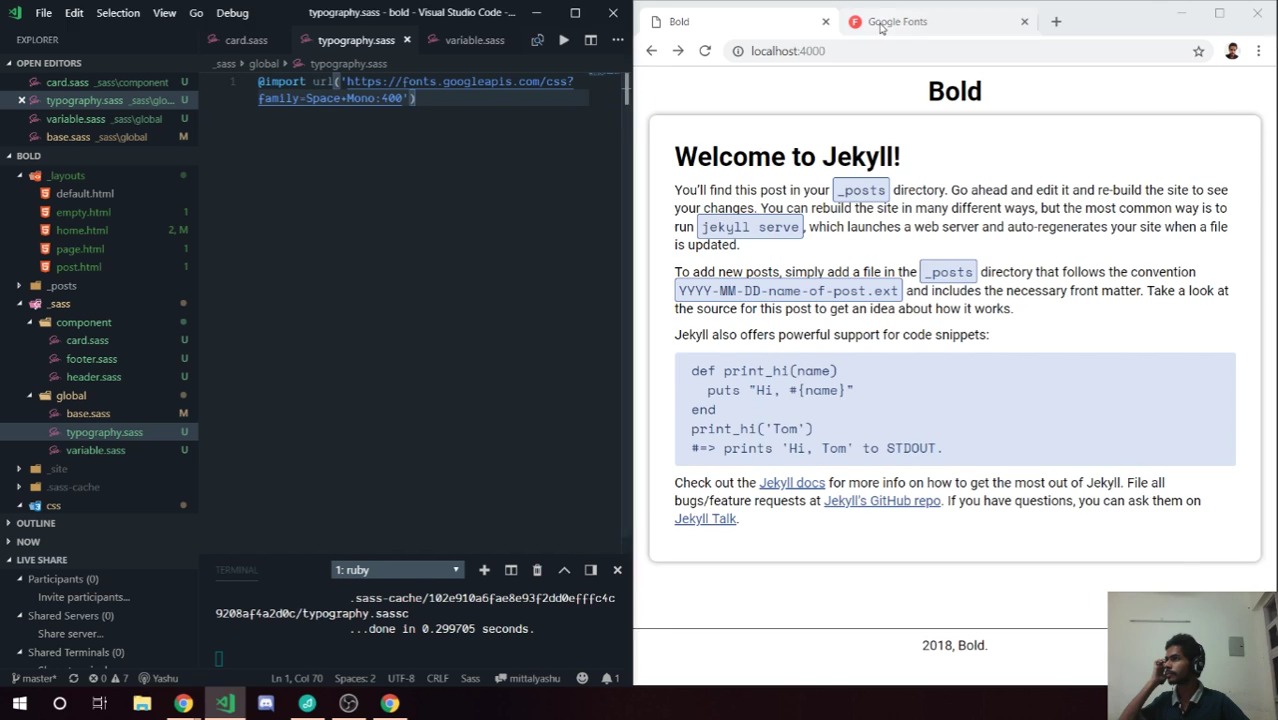 File Edit Selection View Go Debug typography.sass - bold - Visual Studio Code -...
EXPLORER
OPEN EDITORS
card.sass _sass\component U
typography.sass _sass\glo... U
variable.sass _sass\global U
base.sass _sass\global M
BOLD
_layouts
default.html
empty.html 1
home.html 2, M
page.html 1
post.html 1
_posts
_sass
component
card.sass U
footer.sass U
header.sass U
global
base.sass M
typography.sass U
variable.sass U
_site
.sass-cache
css
OUTLINE
NOW
LIVE SHARE
Participants (0)
Invite participants...
Shared Servers (0)
Share server...
Shared Terminals (0)
card.sass typography.sass variable.sass
_sass global typography.sass
1 @import url('https://fonts.googleapis.com/css?
family=Space+Mono:400')
TERMINAL 1: ruby
.sass-cache/102e910a6fae8e93f2dd0efffc4c
9208af4a2d0c/typography.sassc
...done in 0.299705 seconds.
master* 0 7 Yashu Ln 1, Col 70 Spaces: 2 UTF-8 CRLF Sass mittalyashu 1
Bold Google Fonts
localhost:4000
Bold
Welcome to Jekyll!
You'll find this post in your _posts directory. Go ahead and edit it and re-build the site to see
your changes. You can rebuild the site in many different ways, but the most common way is to
run jekyll serve, which launches a web server and auto-regenerates your site when a file
is updated.
To add new posts, simply add a file in the _posts directory that follows the convention
YYYY-MM-DD-name-of-post.ext and includes the necessary front matter. Take a look at
the source for this post to get an idea about how it works.
Jekyll also offers powerful support for code snippets:
def print_hi(name)
puts "Hi, #{name}"
end
print_hi('Tom')
#=> prints 'Hi, Tom' to STDOUT.
Check out the Jekyll docs for more info on how to get the most out of Jekyll. File all
bugs/feature requests at Jekyll's GitHub repo. If you have questions, you can ask them on
Jekyll Talk.
2018, Bold.